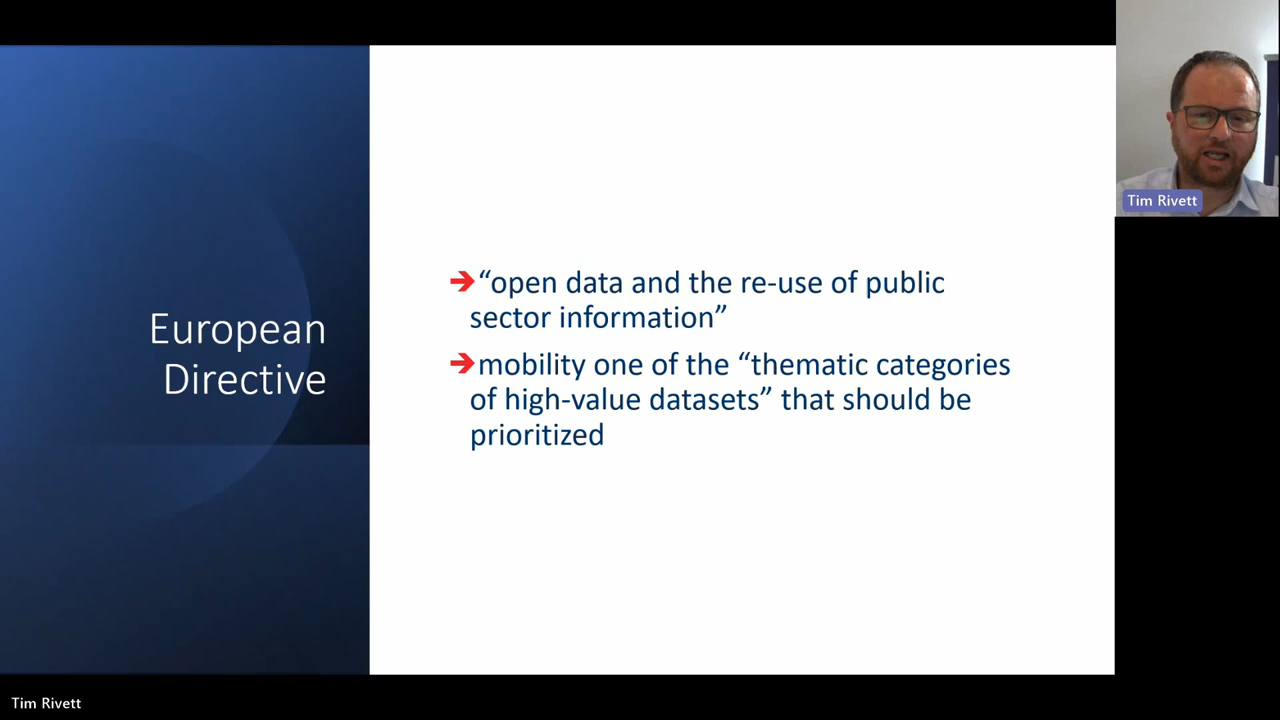 European
Directive
➔“open data and the re-use of public
sector information”
➔mobility one of the “thematic categories
of high-value datasets” that should be
prioritized
Tim Rivett
Tim Rivett